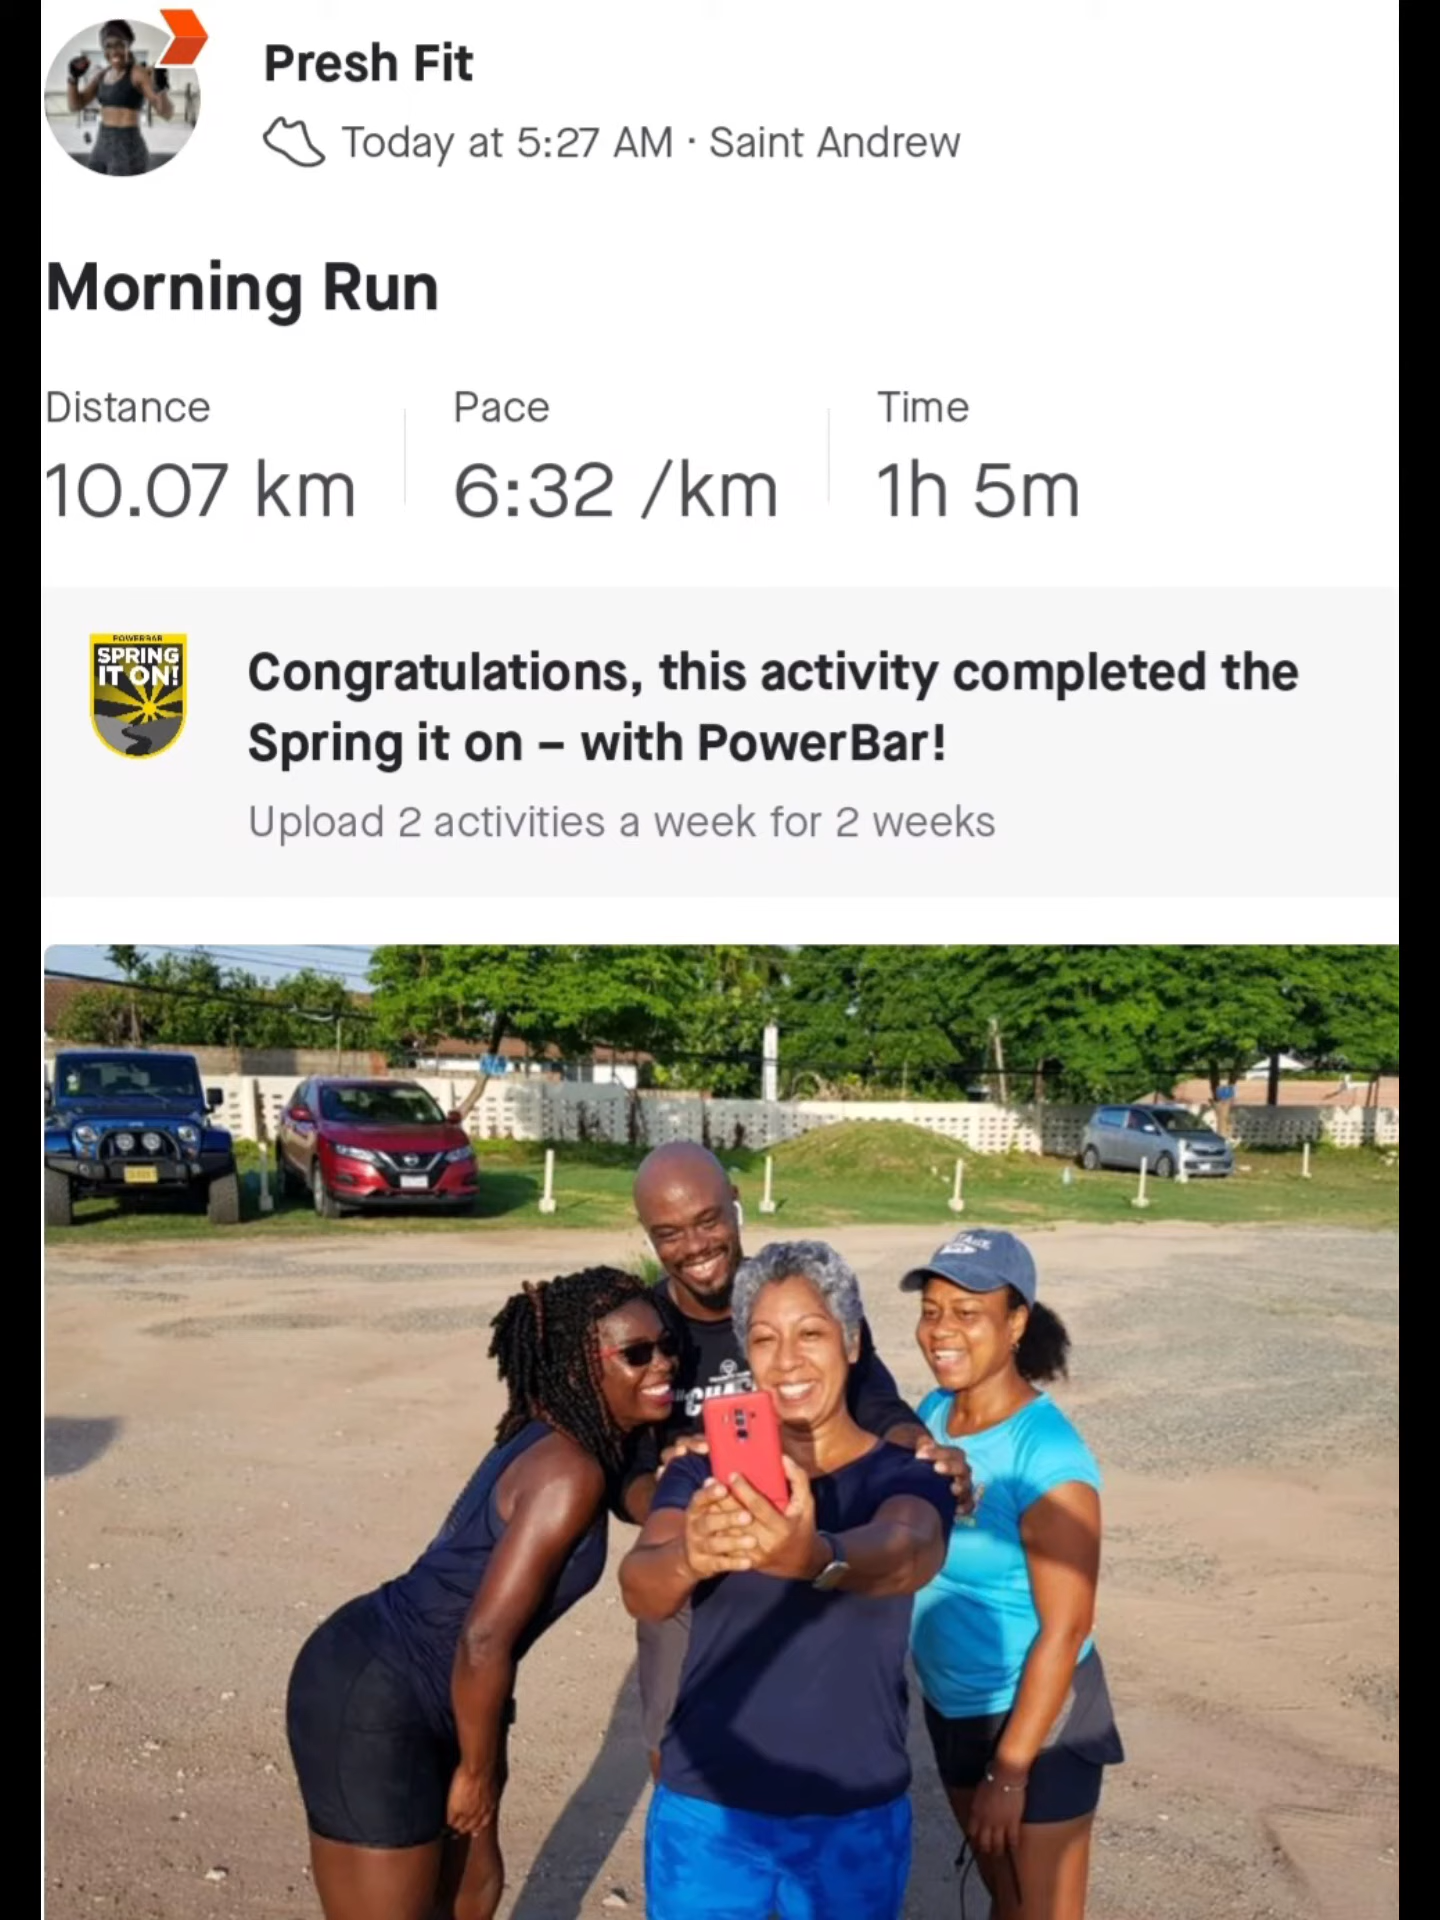 Presh Fit
Today at 5:27 AM · Saint Andrew
Morning Run
Distance
10.07 km
Pace
6:32 /km
Time
1h 5m
POWERBAR
SPRING
IT ON!
Congratulations, this activity completed the
Spring it on – with PowerBar!
Upload 2 activities a week for 2 weeks